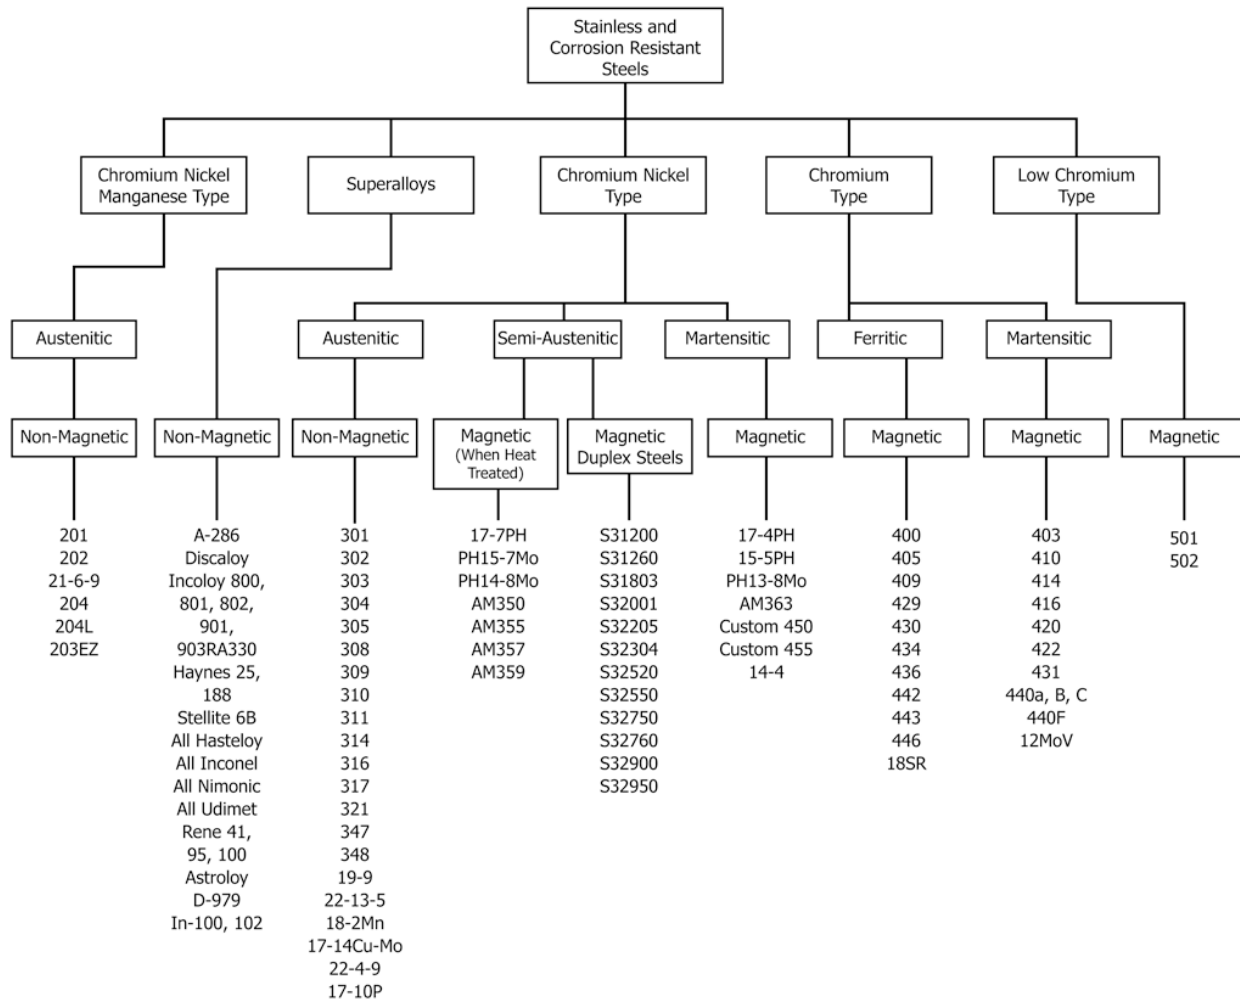 Stainless and
Corrosion Resistant
Steels
Chromium Nickel
Manganese Type
Superalloys
Chromium Nickel
Type
Chromium
Type
Low Chromium
Type
Austenitic
Austenitic
Semi-Austenitic
Martensitic
Ferritic
Martensitic
Non-Magnetic
Non-Magnetic
Non-Magnetic
Magnetic
(When Heat
Treated)
Magnetic
Duplex Steels
Magnetic
Magnetic
Magnetic
Magnetic
201
202
21-6-9
204
204L
203EZ
A-286
Discaloy
Incoloy 800,
801, 802,
901,
903RA330
Haynes 25,
188
Stellite 6B
All Hasteloy
All Inconel
All Nimonic
All Udimet
Rene 41,
95, 100
Astroloy
D-979
In-100, 102
301
302
303
304
305
308
309
310
311
314
316
317
321
347
348
19-9
22-13-5
18-2Mn
17-14Cu-Mo
22-4-9
17-10P
17-7PH
PH15-7Mo
PH14-8Mo
AM350
AM355
AM357
AM359
S31200
S31260
S31803
S32001
S32205
S32304
S32520
S32550
S32750
S32760
S32900
S32950
17-4PH
15-5PH
PH13-8Mo
AM363
Custom 450
Custom 455
14-4
400
405
409
429
430
434
436
442
443
446
18SR
403
410
414
416
420
422
431
440a, B, C
440F
12MoV
501
502